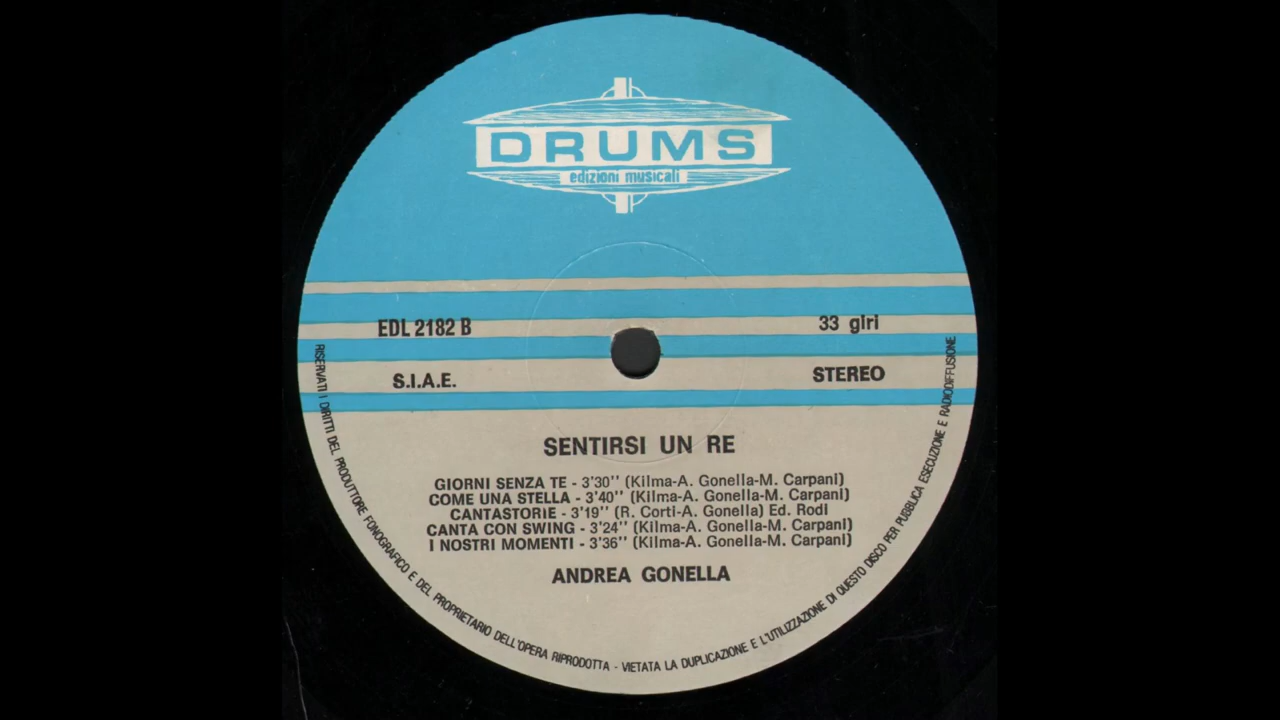 DRUMS
edizioni musicali
EDL 2182 B
33 giri
S.I.A.E.
STEREO
SENTIRSI UN RE
GIORNI SENZA TE - 3'30'' (Kilma-A. Gonella-M. Carpani)
COME UNA STELLA - 3'40'' (Kilma-A. Gonella-M. Carpani)
CANTASTORIE - 3'19'' (R. Corti-A. Gonella) Ed. Rodi
CANTA CON SWING - 3'24'' (Kilma-A. Gonella-M. Carpani)
I NOSTRI MOMENTI - 3'36'' (Kilma-A. Gonella-M. Carpani)
ANDREA GONELLA
RISERVATI I DIRITTI DEL PRODUTTORE FONOGRAFICO E DEL PROPRIETARIO DELL'OPERA RIPRODOTTA - VIETATA LA DUPLICAZIONE E L'UTILIZZAZIONE DI QUESTO DISCO PER PUBBLICA ESECUZIONE E RADIODIFFUSIONE